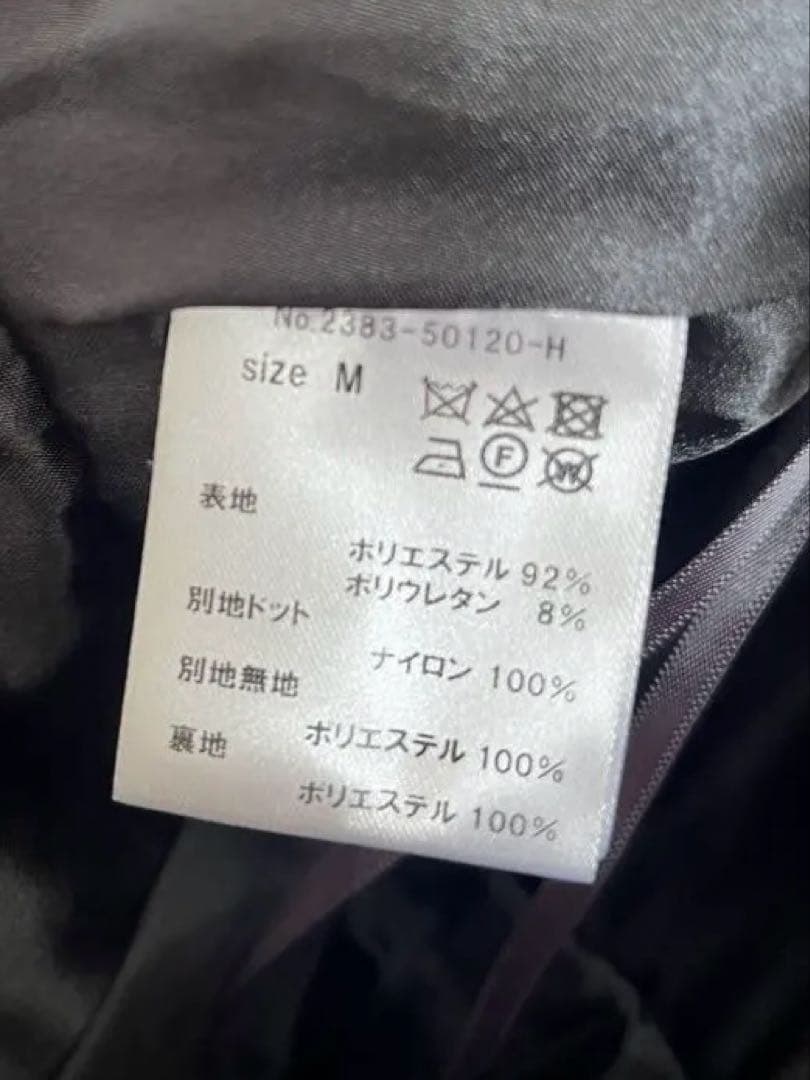 No.2383-50120-H
size M
F
W
表地
ポリエステル 92%
ポリウレタン 8%
別地ドット
ナイロン 100%
別地無地
ポリエステル 100%
裏地
ポリエステル 100%